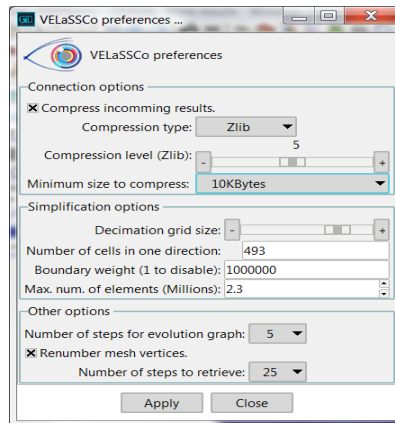 VELaSSCo preferences ...
VELaSSCo preferences
Connection options
Compress incomming results.
Compression type: Zlib
5
Compression level (Zlib): - +
Minimum size to compress: 10KBytes
Simplification options
Decimation grid size: - +
Number of cells in one direction: 493
Boundary weight (1 to disable): 1000000
Max. num. of elements (Millions): 2.3
Other options
Number of steps for evolution graph: 5
Renumber mesh vertices.
Number of steps to retrieve: 25
Apply Close